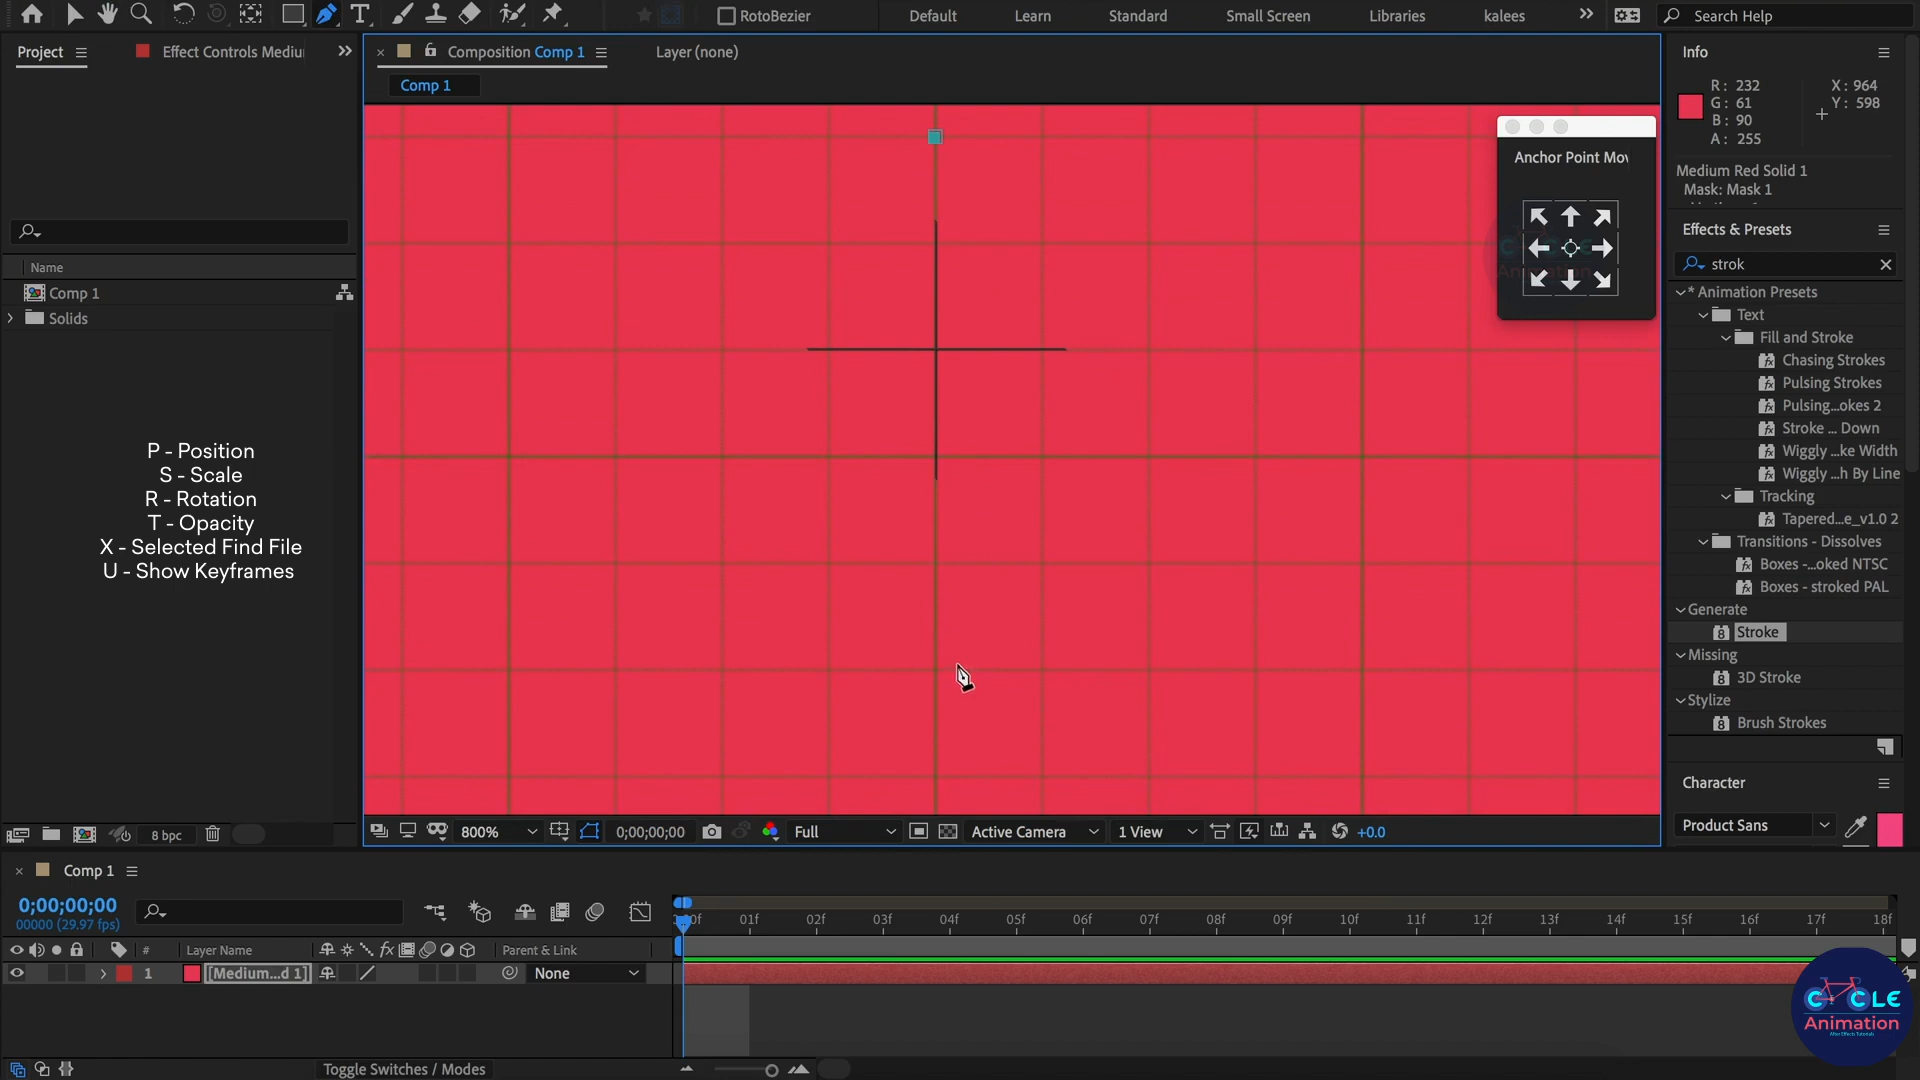 RotoBezier
Default
Learn
Standard
Small Screen
Libraries
kalees
Search Help
Project
Effect Controls Mediu
Composition Comp 1
Layer (none)
Info
Comp 1
R: 232
G: 61
B: 90
A: 255
X: 964
Y: 598
Medium Red Solid 1
Mask: Mask 1
Anchor Point Mov
Effects & Presets
strok
* Animation Presets
Text
Fill and Stroke
Chasing Strokes
Pulsing Strokes
Pulsing...okes 2
Stroke ... Down
Wiggly ...ke Width
Wiggly ...h By Line
Tracking
Tapered...e_v1.0 2
Transitions - Dissolves
Boxes -...oked NTSC
Boxes - stroked PAL
Generate
Stroke
Missing
3D Stroke
Stylize
Brush Strokes
Character
Product Sans
Name
Comp 1
Solids
P - Position
S - Scale
R - Rotation
T - Opacity
X - Selected Find File
U - Show Keyframes
8 bpc
800%
0;00;00;00
Full
Active Camera
1 View
+0.0
Comp 1
0;00;00;00
00000 (29.97 fps)
# Layer Name
Parent & Link
1 [Medium...d 1]
None
01f 02f 03f 04f 05f 06f 07f 08f 09f 10f 11f 12f 13f 14f 15f 16f 17f 18f
Toggle Switches / Modes
CYCLE
Animation
After Effects Tutorials